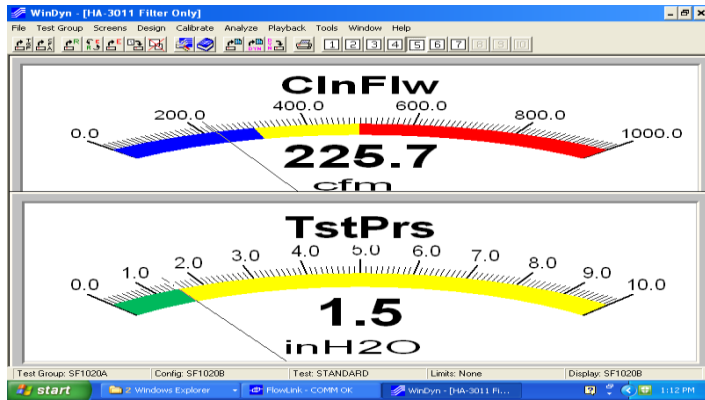 WinDyn - [HA-3011 Filter Only]
File Test Group Screens Design Calibrate Analyze Playback Tools Window Help
1 2 3 4 5 6 7 8 9 10
ClnFlw
0.0 200.0 400.0 600.0 800.0 1000.0
225.7
cfm
TstPrs
0.0 1.0 2.0 3.0 4.0 5.0 6.0 7.0 8.0 9.0 10.0
1.5
inH2O
Test Group: SF1020A Config: SF1020B Test: STANDARD Limits: None Display: SF1020B
start 2 Windows Explorer FlowLink - COMM OK WinDyn - [HA-3011 Fi... 1:12 PM